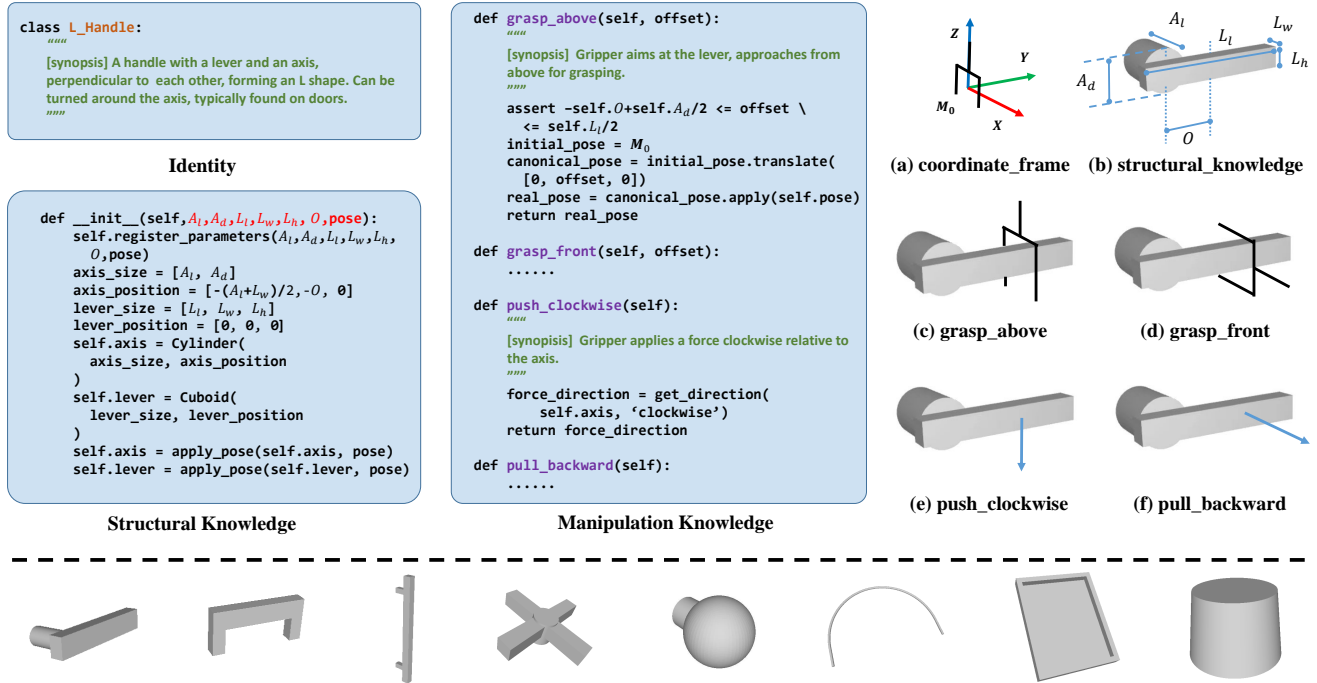 class L_Handle:
"""
[synopsis] A handle with a lever and an axis,
perpendicular to each other, forming an L shape. Can be
turned around the axis, typically found on doors.
"""
Identity
def __init__(self,A_l,A_d,L_l,L_w,L_h, O,pose):
self.register_parameters(A_l,A_d,L_l,L_w,L_h,
O,pose)
axis_size = [A_l, A_d]
axis_position = [-(A_l+L_w)/2,-O, 0]
lever_size = [L_l, L_w, L_h]
lever_position = [0, 0, 0]
self.axis = Cylinder(
axis_size, axis_position
)
self.lever = Cuboid(
lever_size, lever_position
)
self.axis = apply_pose(self.axis, pose)
self.lever = apply_pose(self.lever, pose)
Structural Knowledge
def grasp_above(self, offset):
"""
[synopsis] Gripper aims at the lever, approaches from
above for grasping.
"""
assert –self.O+self.A_d/2 <= offset \
<= self.L_l/2
initial_pose = M_0
canonical_pose = initial_pose.translate(
[0, offset, 0])
real_pose = canonical_pose.apply(self.pose)
return real_pose
def grasp_front(self, offset):
......
def push_clockwise(self):
"""
[synopisis] Gripper applies a force clockwise relative to
the axis.
"""
force_direction = get_direction(
self.axis, ‘clockwise’)
return force_direction
def pull_backward(self):
......
Manipulation Knowledge
Z
Y
M_0
X
(a) coordinate_frame
A_l
L_w
L_l
L_h
A_d
O
(b) structural_knowledge
(c) grasp_above
(d) grasp_front
(e) push_clockwise
(f) pull_backward